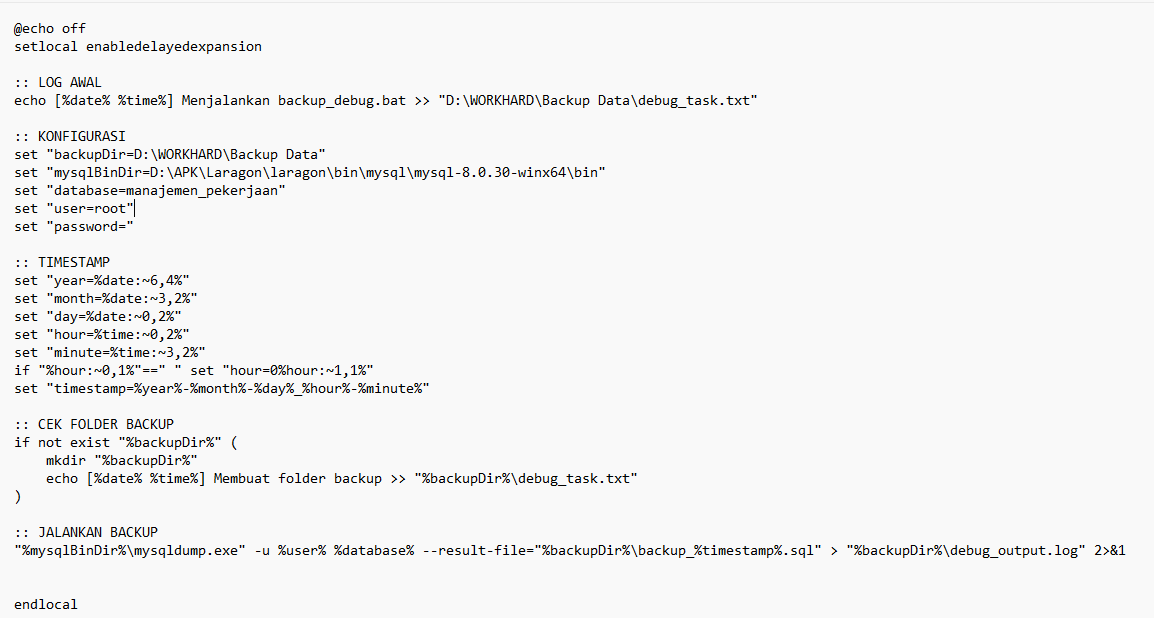 @echo off
setlocal enabledelayedexpansion
:: LOG AWAL
echo [%date% %time%] Menjalankan backup_debug.bat >> "D:\WORKHARD\Backup Data\debug_task.txt"
:: KONFIGURASI
set "backupDir=D:\WORKHARD\Backup Data"
set "mysqlBinDir=D:\APK\Laragon\laragon\bin\mysql\mysql-8.0.30-winx64\bin"
set "database=manajemen_pekerjaan"
set "user=root"
set "password="
:: TIMESTAMP
set "year=%date:~6,4%"
set "month=%date:~3,2%"
set "day=%date:~0,2%"
set "hour=%time:~0,2%"
set "minute=%time:~3,2%"
if "%hour:~0,1%"==" " set "hour=0%hour:~1,1%"
set "timestamp=%year%-%month%-%day%_%hour%-%minute%"
:: CEK FOLDER BACKUP
if not exist "%backupDir%" (
    mkdir "%backupDir%"
    echo [%date% %time%] Membuat folder backup >> "%backupDir%\debug_task.txt"
)
:: JALANKAN BACKUP
"%mysqlBinDir%\mysqldump.exe" -u %user% %database% --result-file="%backupDir%\backup_%timestamp%.sql" > "%backupDir%\debug_output.log" 2>&1
endlocal